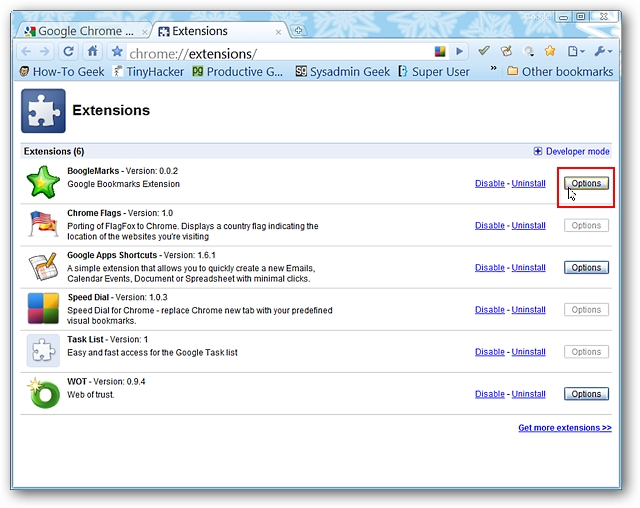 Google Chrome ...
Extensions
chrome://extensions/
How-To Geek
TinyHacker
pg
Productive G...
SG
Sysadmin Geek
Super User
»
Other bookmarks
Extensions
Extensions (6)
Developer mode
BoogleMarks - Version: 0.0.2
Google Bookmarks Extension
Disable - Uninstall
Options
Chrome Flags - Version: 1.0
Porting of FlagFox to Chrome. Displays a country flag indicating the
location of the websites you're visiting
Disable - Uninstall
Options
Google Apps Shortcuts - Version: 1.6.1
A simple extension that allows you to quickly create a new Emails,
Calendar Events, Document or Spreadsheet with minimal clicks.
Disable - Uninstall
Options
Speed Dial - Version: 1.0.3
Speed Dial for Chrome - replace Chrome new tab with your predefined
visual bookmarks.
Disable - Uninstall
Options
Task List - Version: 1
Easy and fast access for the Google Task list
Disable - Uninstall
Options
WOT - Version: 0.9.4
Web of trust.
Disable - Uninstall
Options
Get more extensions >>